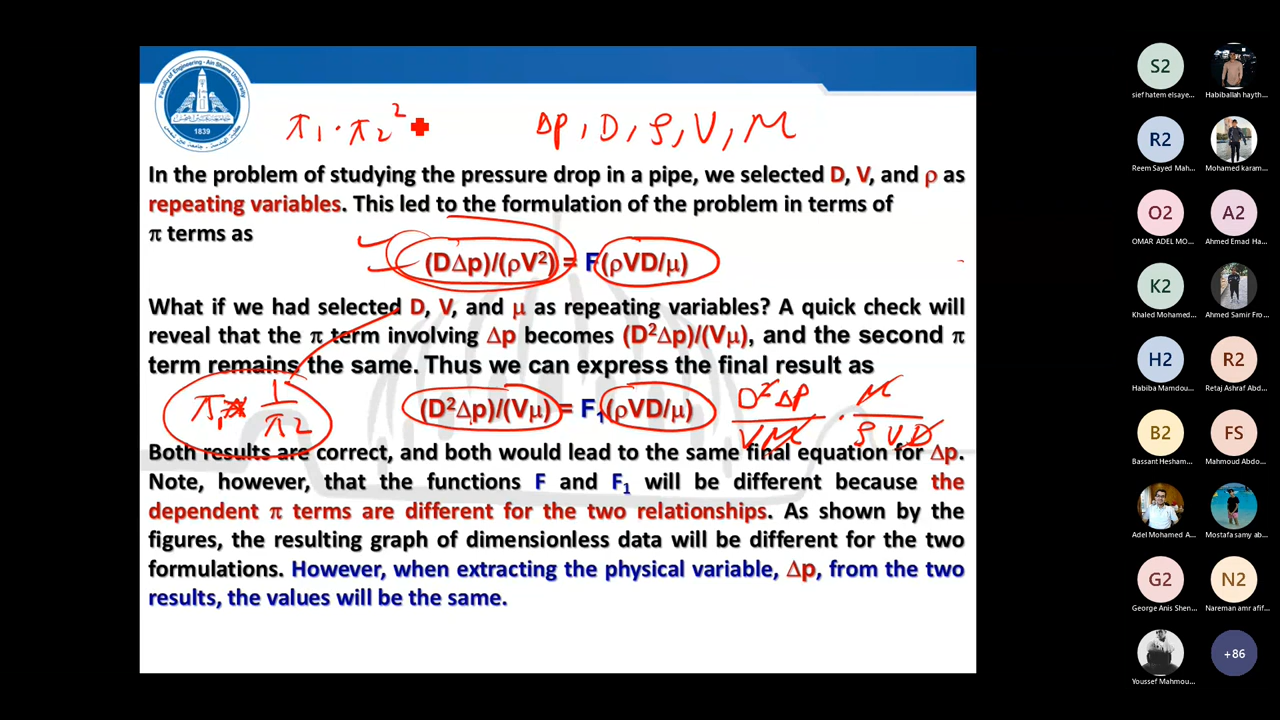 Faculty of Engineering - Ain Shams University
1839
π1 . π2²
Δp, D, ρ, V, μ
In the problem of studying the pressure drop in a pipe, we selected D, V, and ρ as
repeating variables. This led to the formulation of the problem in terms of
π terms as
(DΔp)/(ρV²) = F(ρVD/μ)
What if we had selected D, V, and μ as repeating variables? A quick check will
reveal that the π term involving Δp becomes (D²Δp)/(Vμ), and the second π
term remains the same. Thus we can express the final result as
π1 * 1/π2
(D²Δp)/(Vμ) = F₁(ρVD/μ)
D²Δp/Vμ . μ/ρVD
Both results are correct, and both would lead to the same final equation for Δp.
Note, however, that the functions F and F₁ will be different because the
dependent π terms are different for the two relationships. As shown by the
figures, the resulting graph of dimensionless data will be different for the two
formulations. However, when extracting the physical variable, Δp, from the two
results, the values will be the same.
S2
sief hatem elsaye...
Habiballah hayth...
R2
Reem Sayed Mah...
Mohamed karam...
O2
OMAR ADEL MO...
A2
Ahmed Emad Ha...
K2
Khaled Mohamed...
Ahmed Samir Fro...
H2
Habiba Mamdou...
R2
Retaj Ashraf Abd...
B2
Bassant Hesham...
FS
Mahmoud Abdo...
Adel Mohamed A...
Mostafa samy ab...
G2
George Anis Shen...
N2
Nareman amr afif...
Youssef Mahmou...
+86